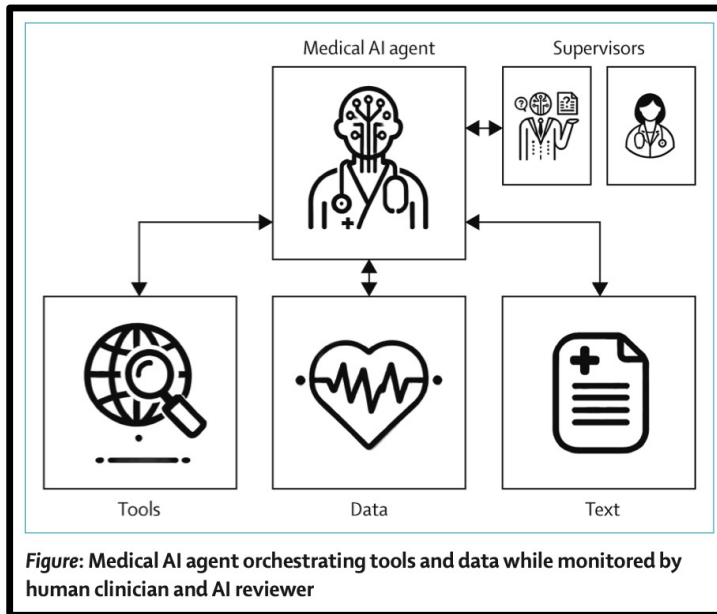 Medical AI agent
Supervisors
Tools
Data
Text
Figure: Medical AI agent orchestrating tools and data while monitored by
human clinician and AI reviewer